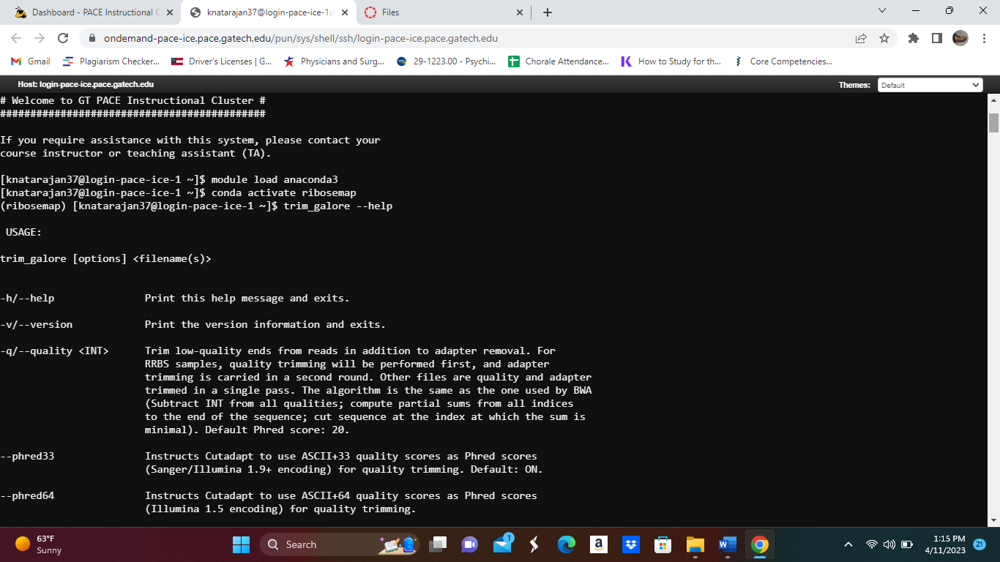 Dashboard - PACE Instructional C
knatarajan37@login-pace-ice-1:/
Files
ondemand-pace-ice.pace.gatech.edu/pun/sys/shell/ssh/login-pace-ice.pace.gatech.edu
Gmail
Plagiarism Checker...
Driver's Licenses | G...
Physicians and Surg...
29-1223.00 - Psychi...
Chorale Attendance...
How to Study for th...
Core Competencies...
Host: login-pace-ice.pace.gatech.edu
Themes:
Default
# Welcome to GT PACE Instructional Cluster #
############################################
If you require assistance with this system, please contact your
course instructor or teaching assistant (TA).
[knatarajan37@login-pace-ice-1 ~]$ module load anaconda3
[knatarajan37@login-pace-ice-1 ~]$ conda activate ribosemap
(ribosemap) [knatarajan37@login-pace-ice-1 ~]$ trim_galore --help
USAGE:
trim_galore [options] <filename(s)>
-h/--help Print this help message and exits.
-v/--version Print the version information and exits.
-q/--quality <INT> Trim low-quality ends from reads in addition to adapter removal. For
RRBS samples, quality trimming will be performed first, and adapter
trimming is carried in a second round. Other files are quality and adapter
trimmed in a single pass. The algorithm is the same as the one used by BWA
(Subtract INT from all qualities; compute partial sums from all indices
to the end of the sequence; cut sequence at the index at which the sum is
minimal). Default Phred score: 20.
--phred33 Instructs Cutadapt to use ASCII+33 quality scores as Phred scores
(Sanger/Illumina 1.9+ encoding) for quality trimming. Default: ON.
--phred64 Instructs Cutadapt to use ASCII+64 quality scores as Phred scores
(Illumina 1.5 encoding) for quality trimming.
63°F
Sunny
Search
1
1:15 PM
4/11/2023
21